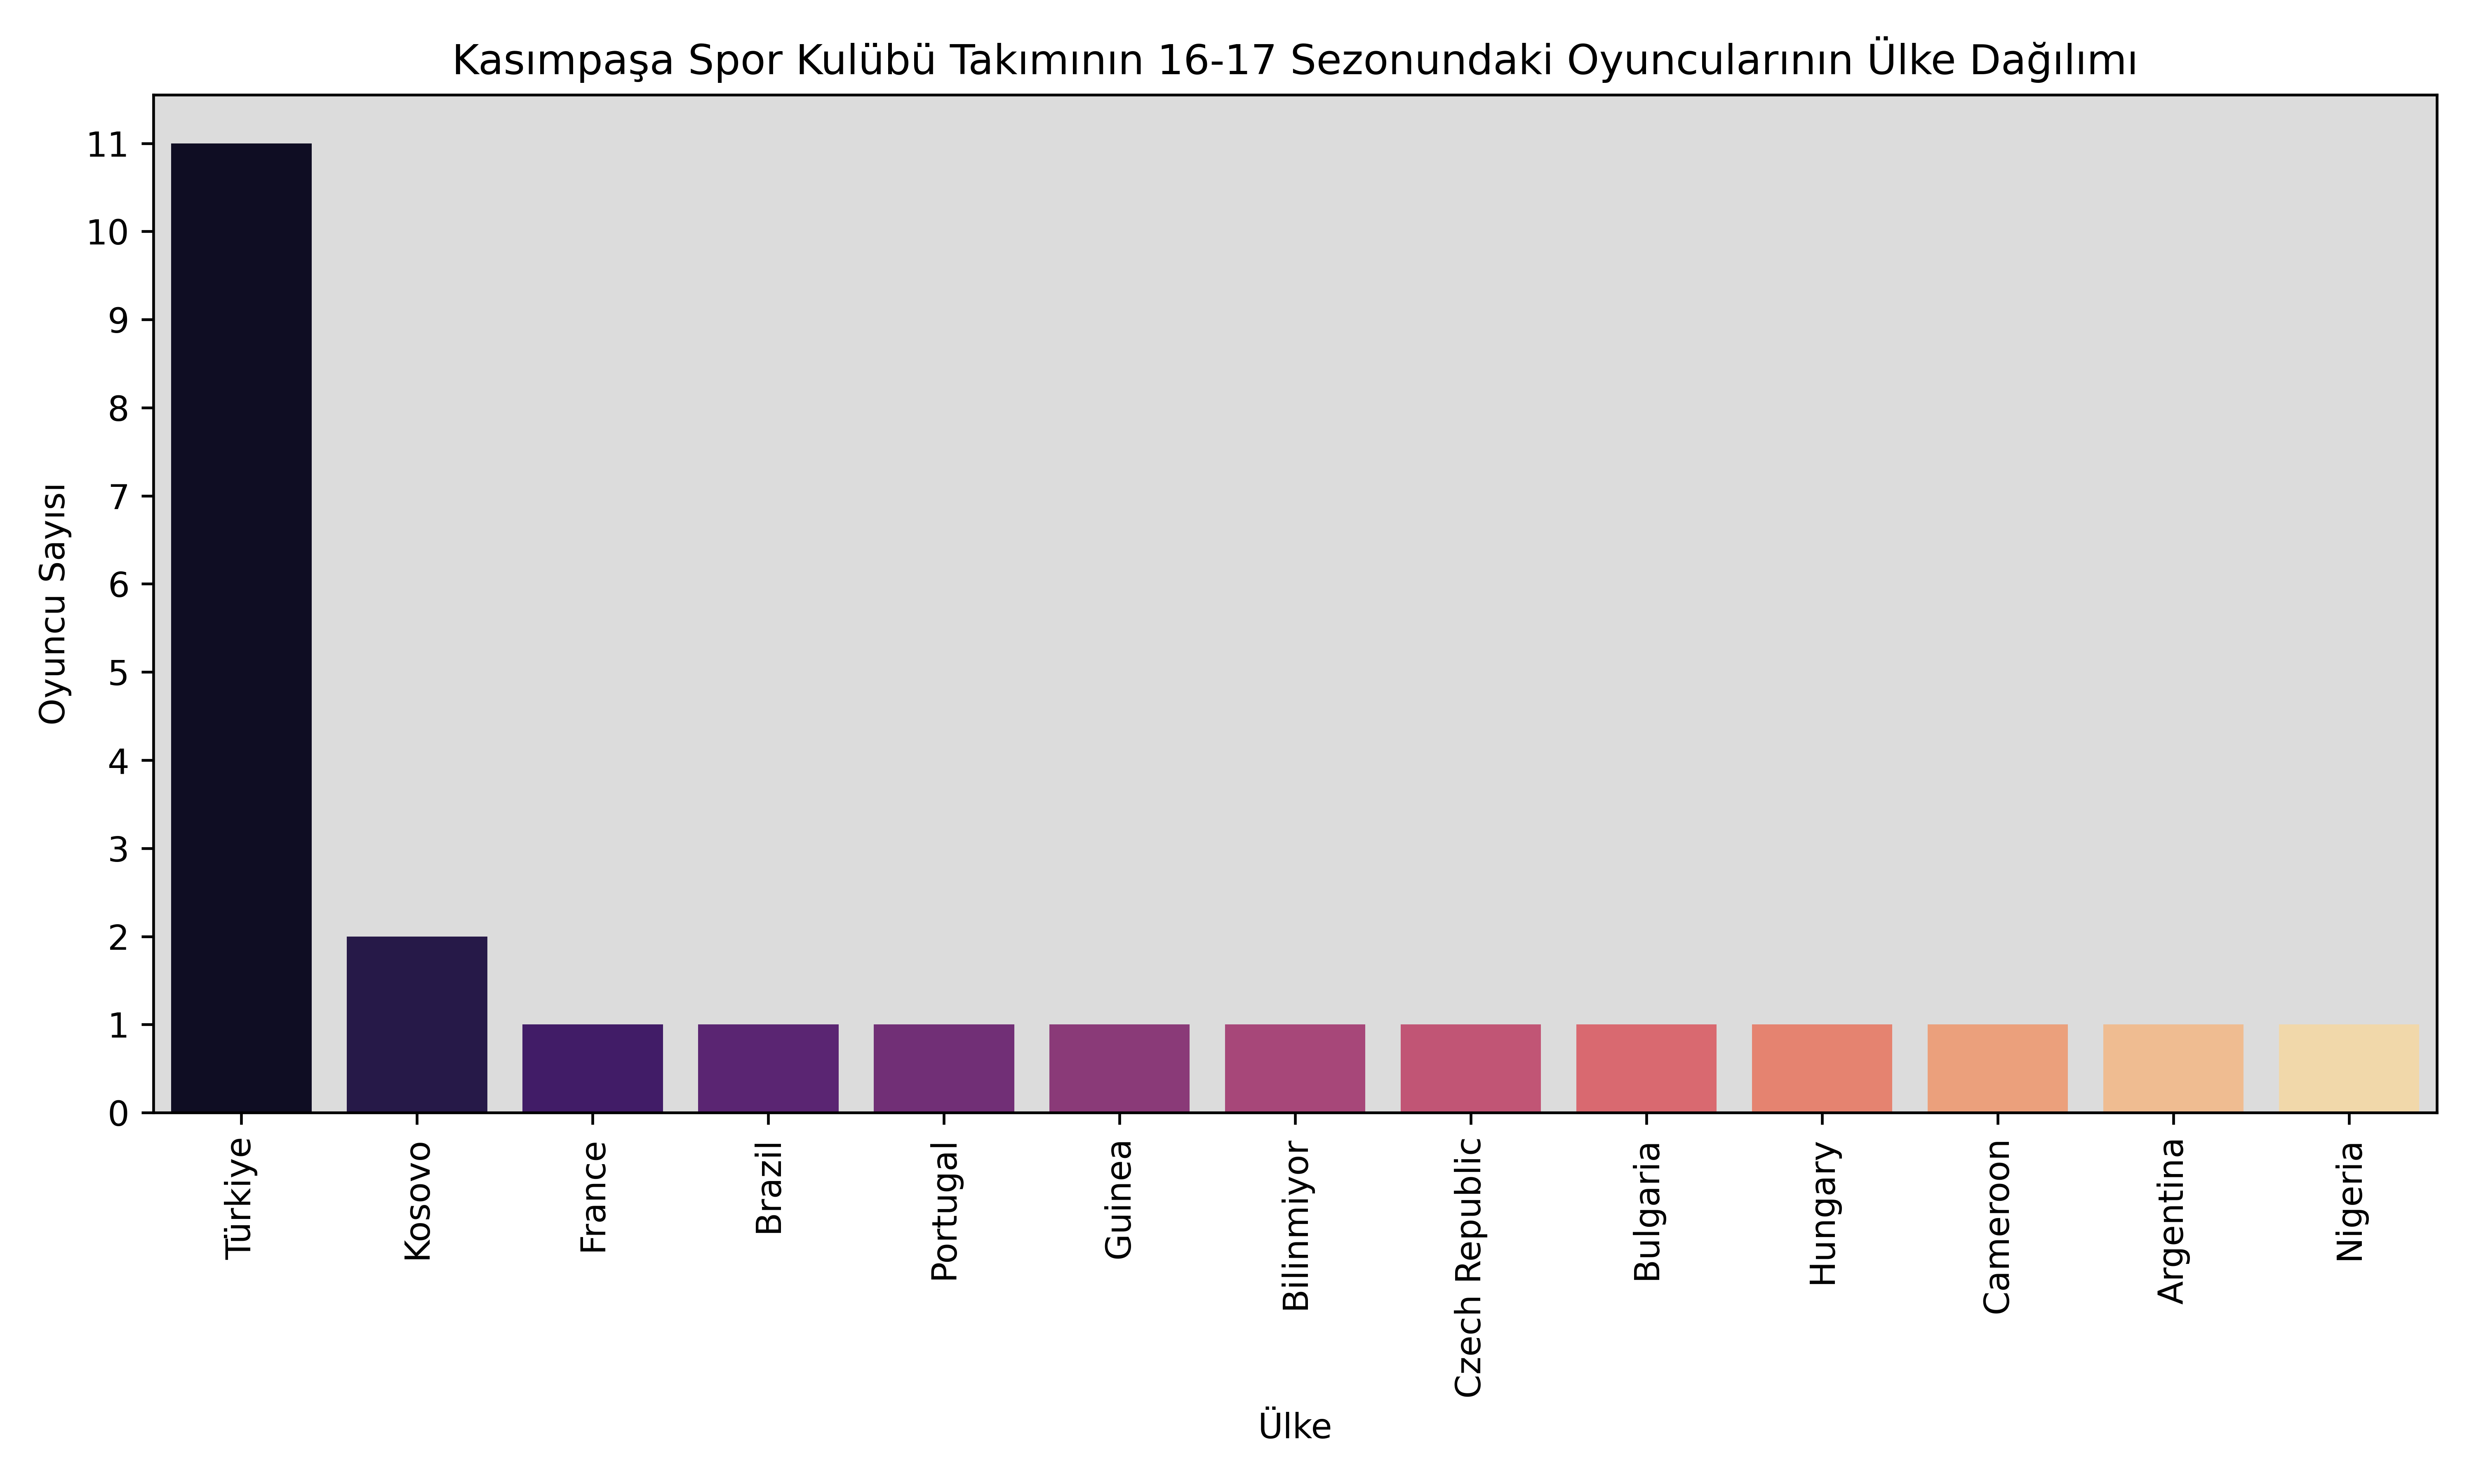 Kasımpaşa Spor Kulübü Takımının 16-17 Sezonundaki Oyuncularının Ülke Dağılımı
Oyuncu Sayısı
11
10
9
8
7
6
5
4
3
2
1
0
Türkiye
Kosovo
France
Brazil
Portugal
Guinea
Bilinmiyor
Czech Republic
Bulgaria
Hungary
Cameroon
Argentina
Nigeria
Ülke